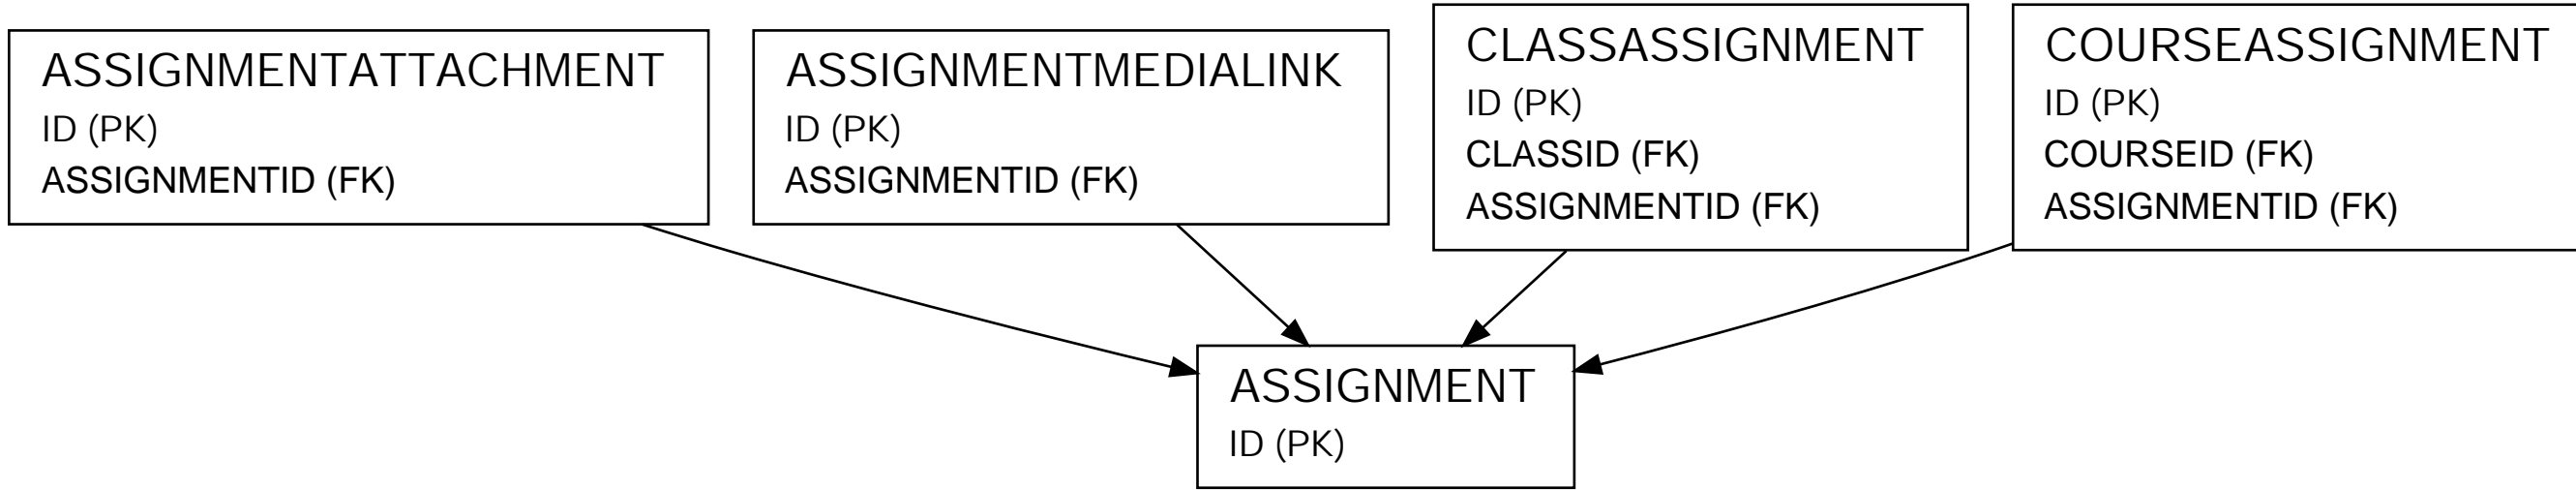 ASSIGNMENTATTACHMENT
ID (PK)
ASSIGNMENTID (FK)
ASSIGNMENTMEDIALINK
ID (PK)
ASSIGNMENTID (FK)
CLASSASSIGNMENT
ID (PK)
CLASSID (FK)
ASSIGNMENTID (FK)
COURSEASSIGNMENT
ID (PK)
COURSEID (FK)
ASSIGNMENTID (FK)
ASSIGNMENT
ID (PK)